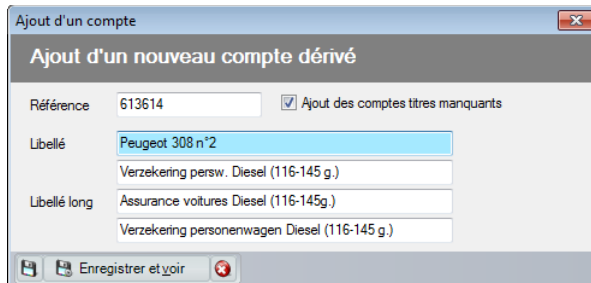 Ajout d'un compte
Ajout d'un nouveau compte dérivé
Référence 613614 Ajout des comptes titres manquants
Libellé Peugeot 308 n°2
Verzekering persw. Diesel (116-145 g.)
Libellé long Assurance voitures Diesel (116-145g.)
Verzekering personenwagen Diesel (116-145 g.)
Enregistrer et voir